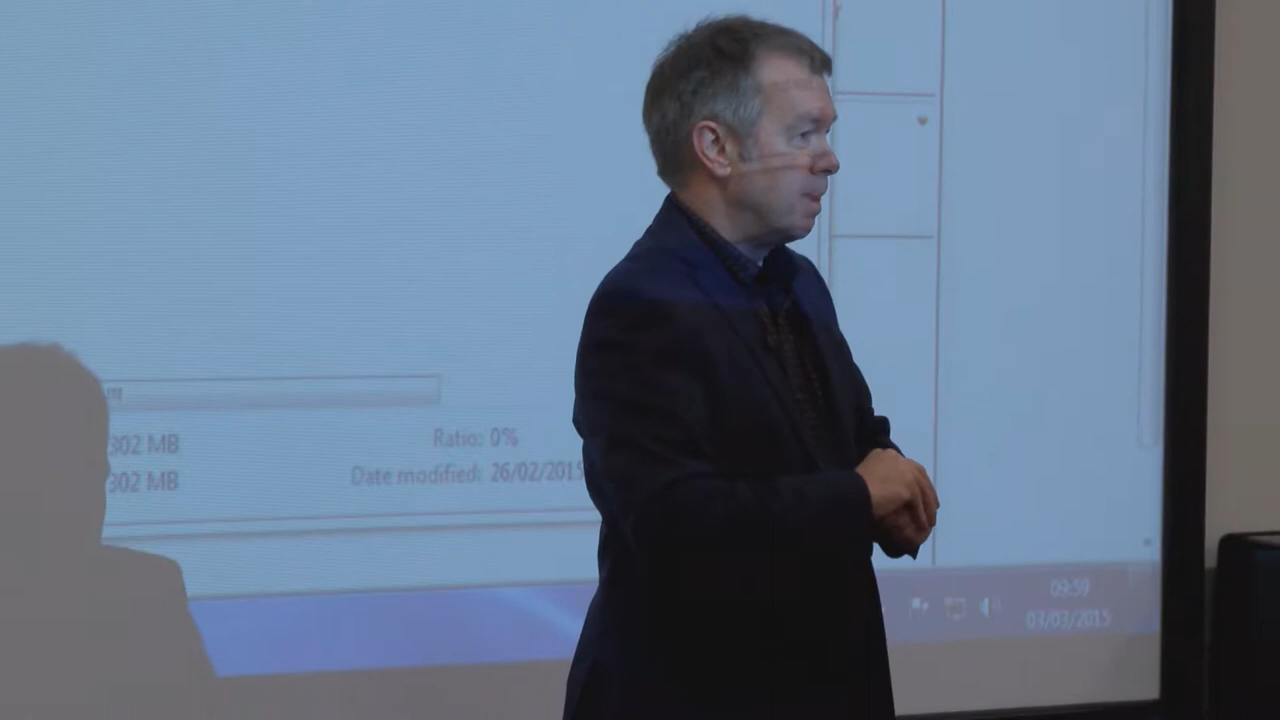 302 MB
Ratio: 0%
302 MB
Date modified: 26/02/2015
09:59
03/03/2015